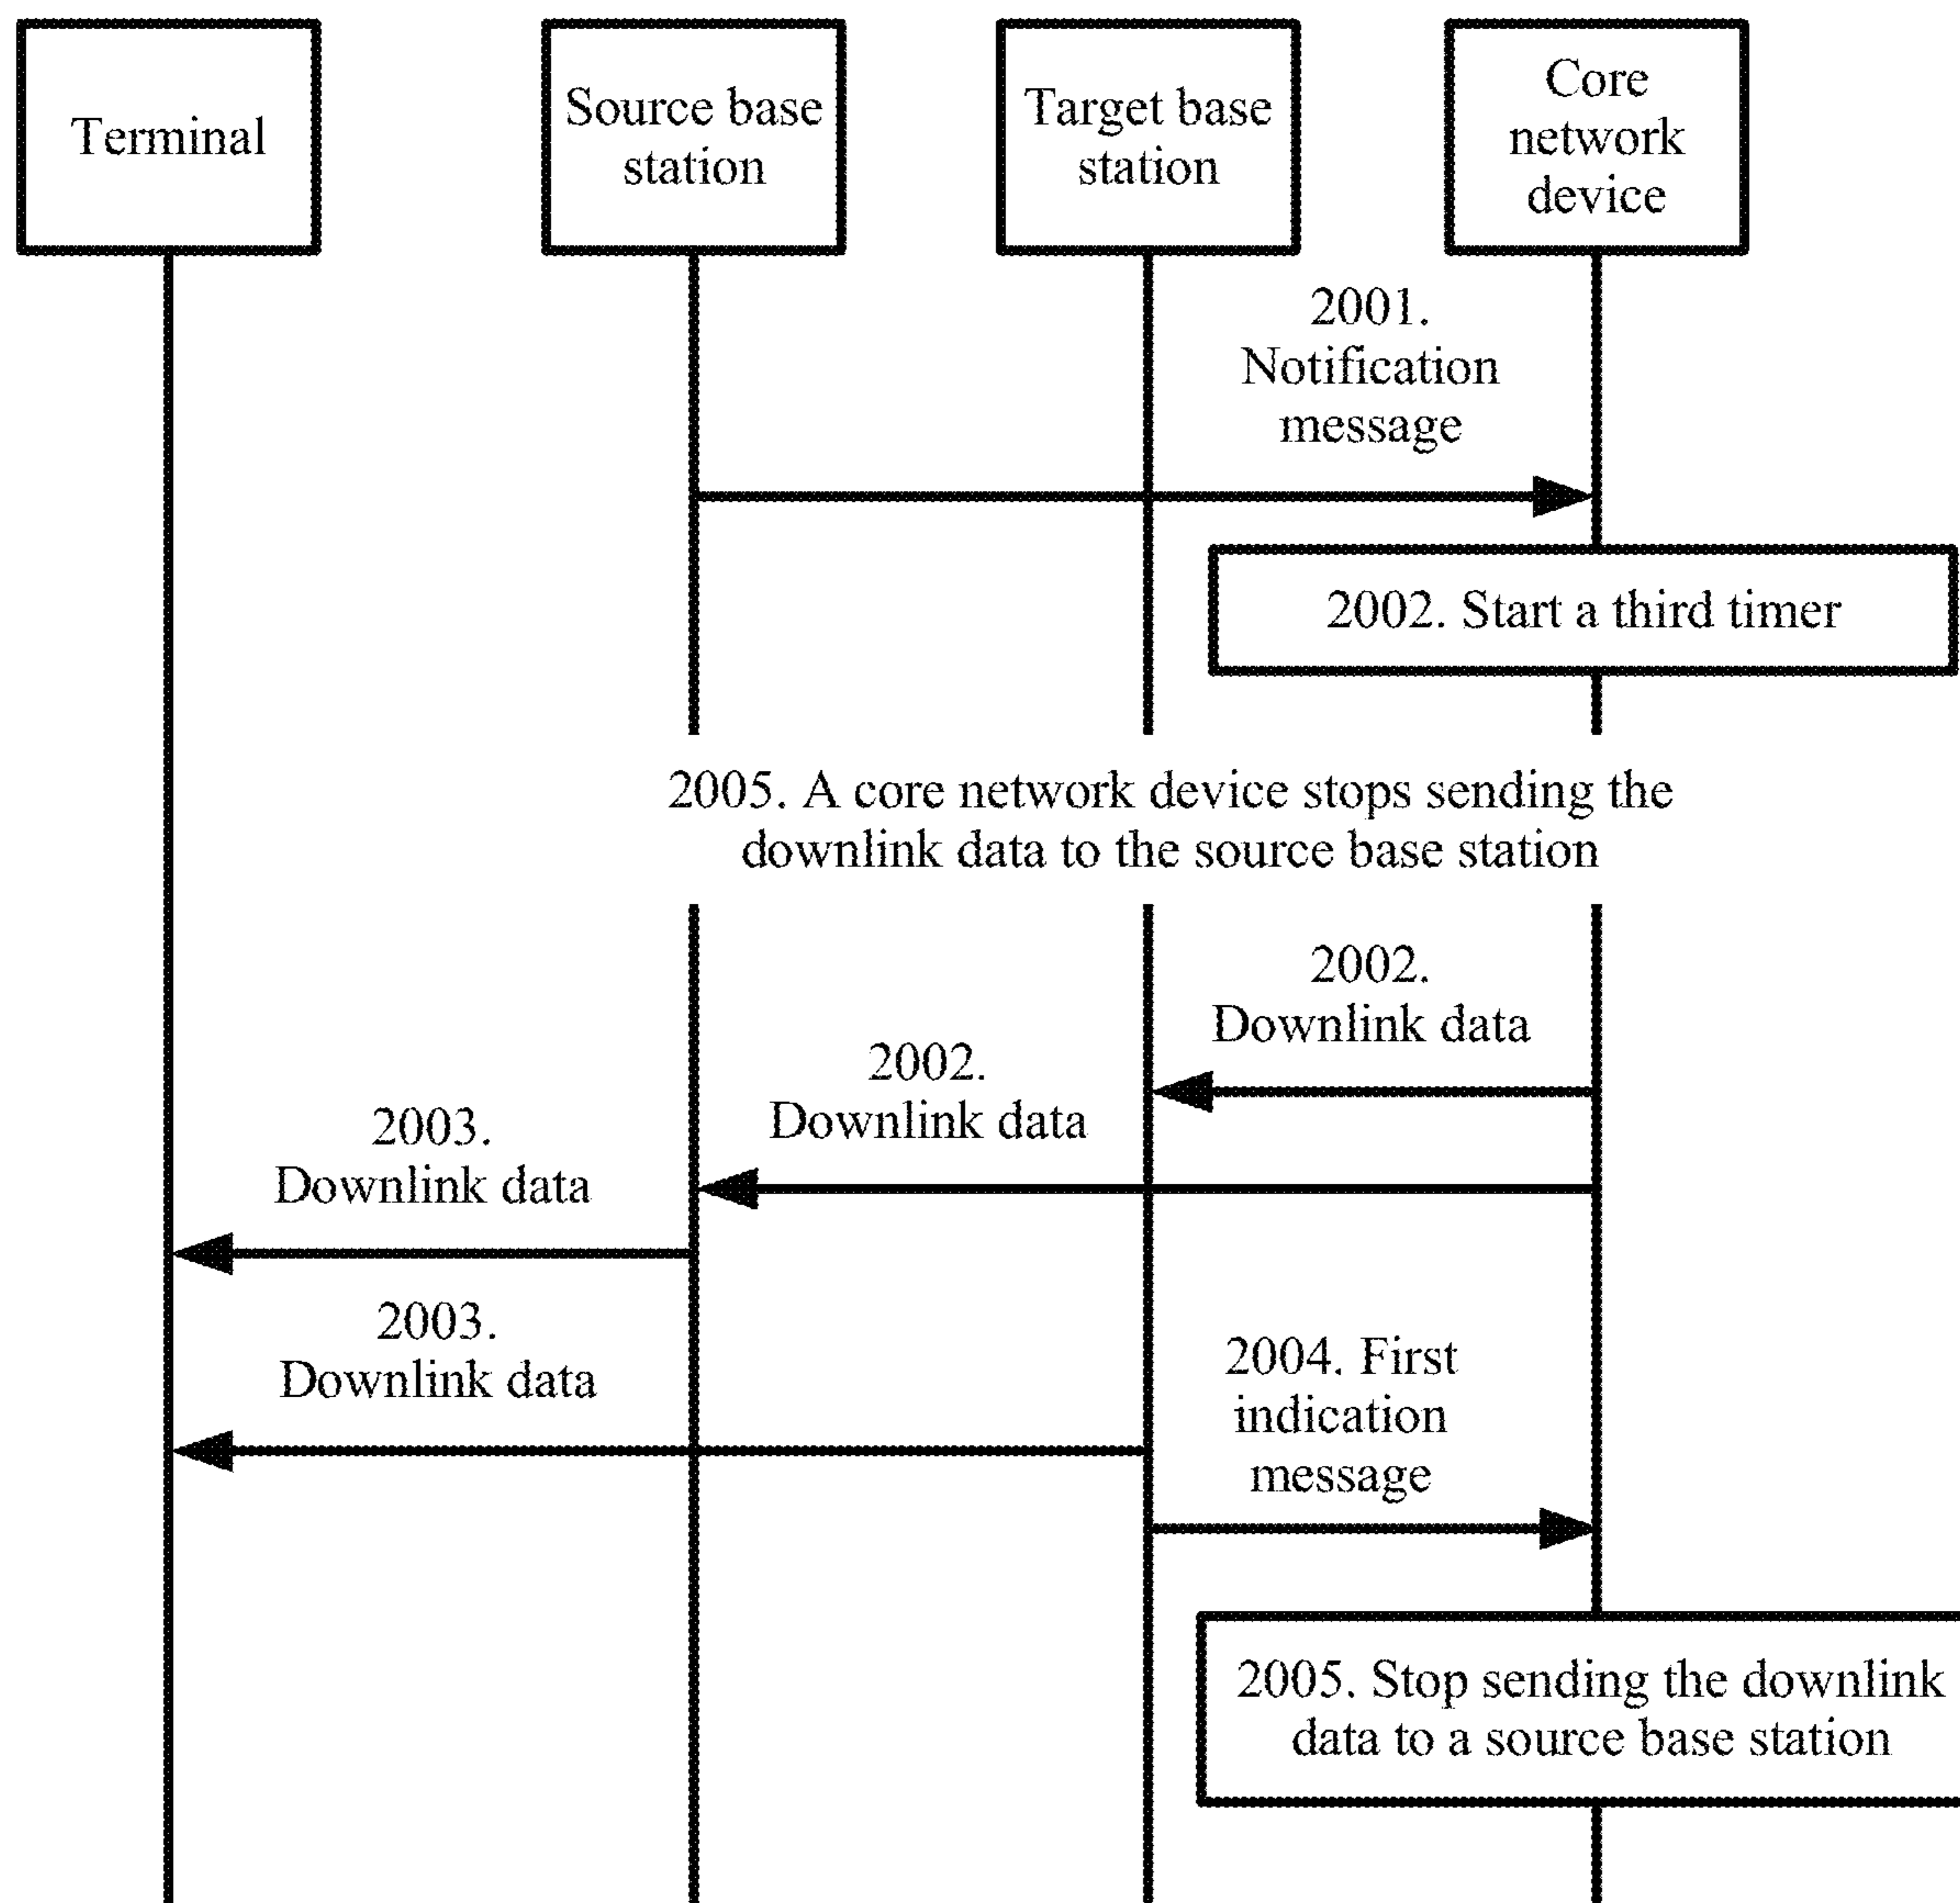 Terminal
Source base
station
Target base
station
Core
network
device
2001.
Notification
message
2002. Start a third timer
2005. A core network device stops sending the
downlink data to the source base station
2002.
Downlink data
2002.
Downlink data
2003.
Downlink data
2003.
Downlink data
2004. First
indication
message
2005. Stop sending the downlink
data to a source base station